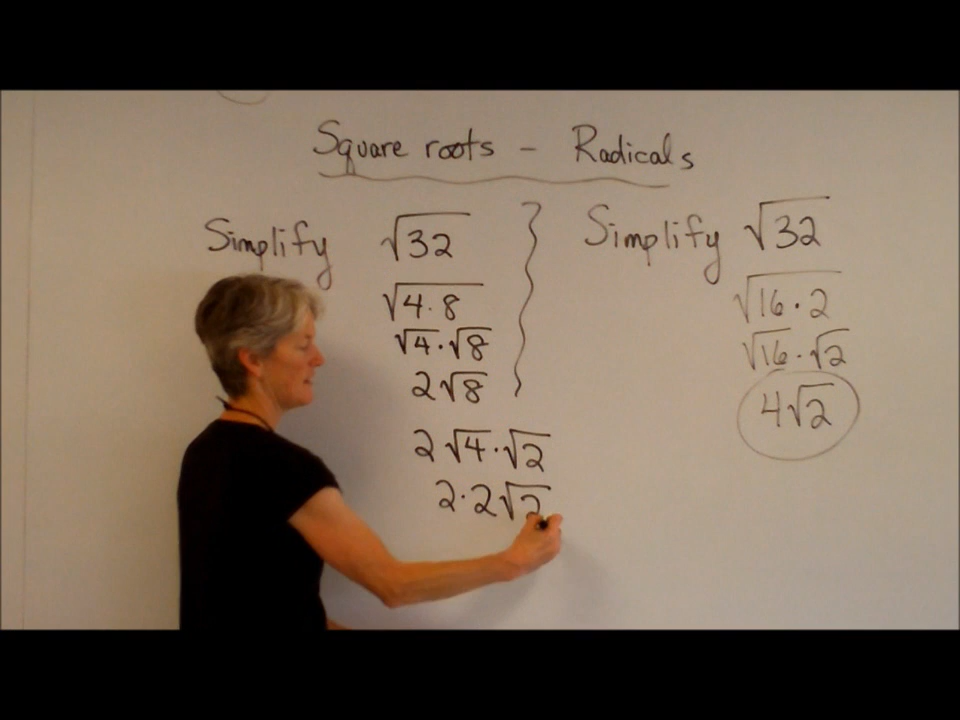 Square roots - Radicals
Simplify √32
√4·8
√4·√8
2√8
2√4·√2
2·2√2
Simplify √32
√16·2
√16·√2
4√2